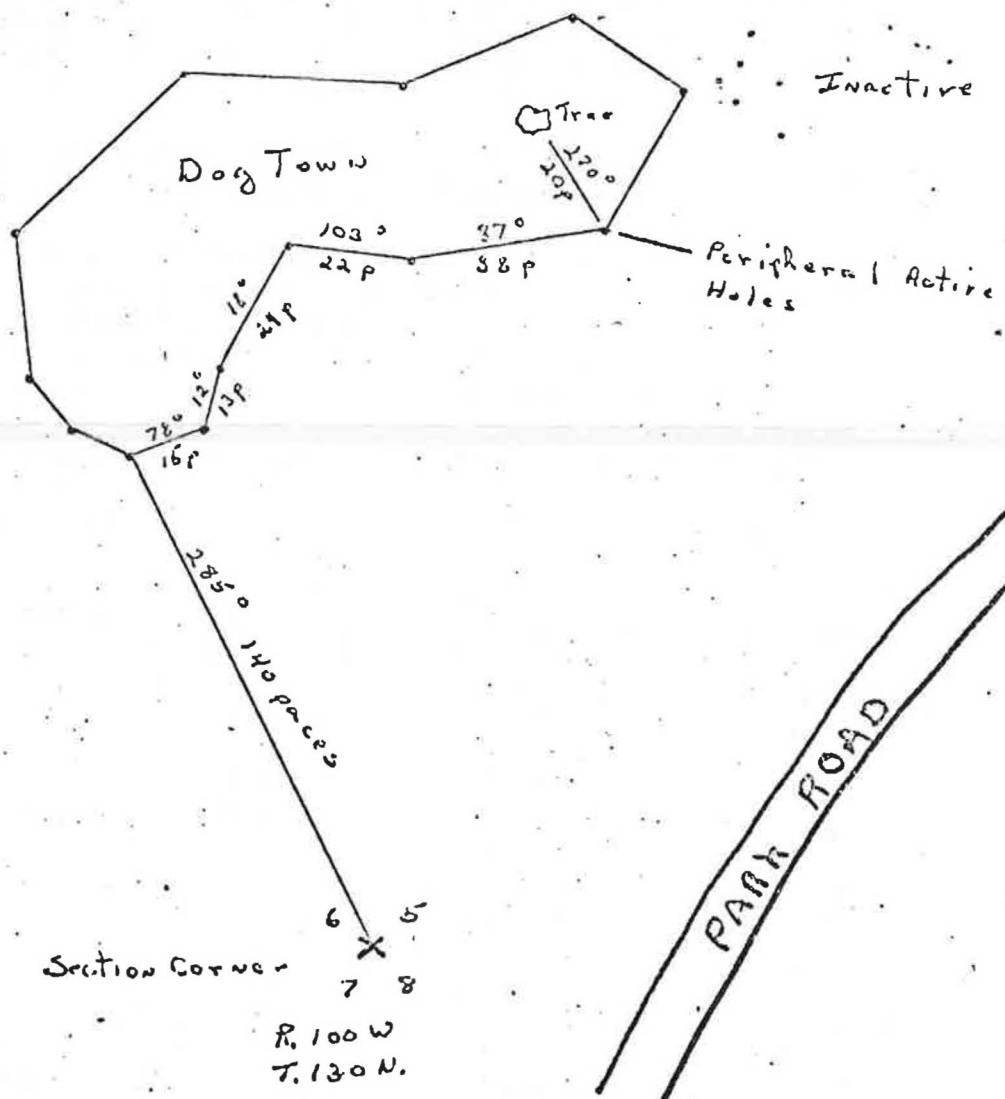 Inactive
Tree
Dog Town
270°
20p
103°
22p
37°
38p
Peripheral Active
Holes
18°
24p
12°
13p
78°
16p
285° 140 paces
PARK ROAD
6 5
Section Corner
7 8
R. 100 W
T. 130 N.